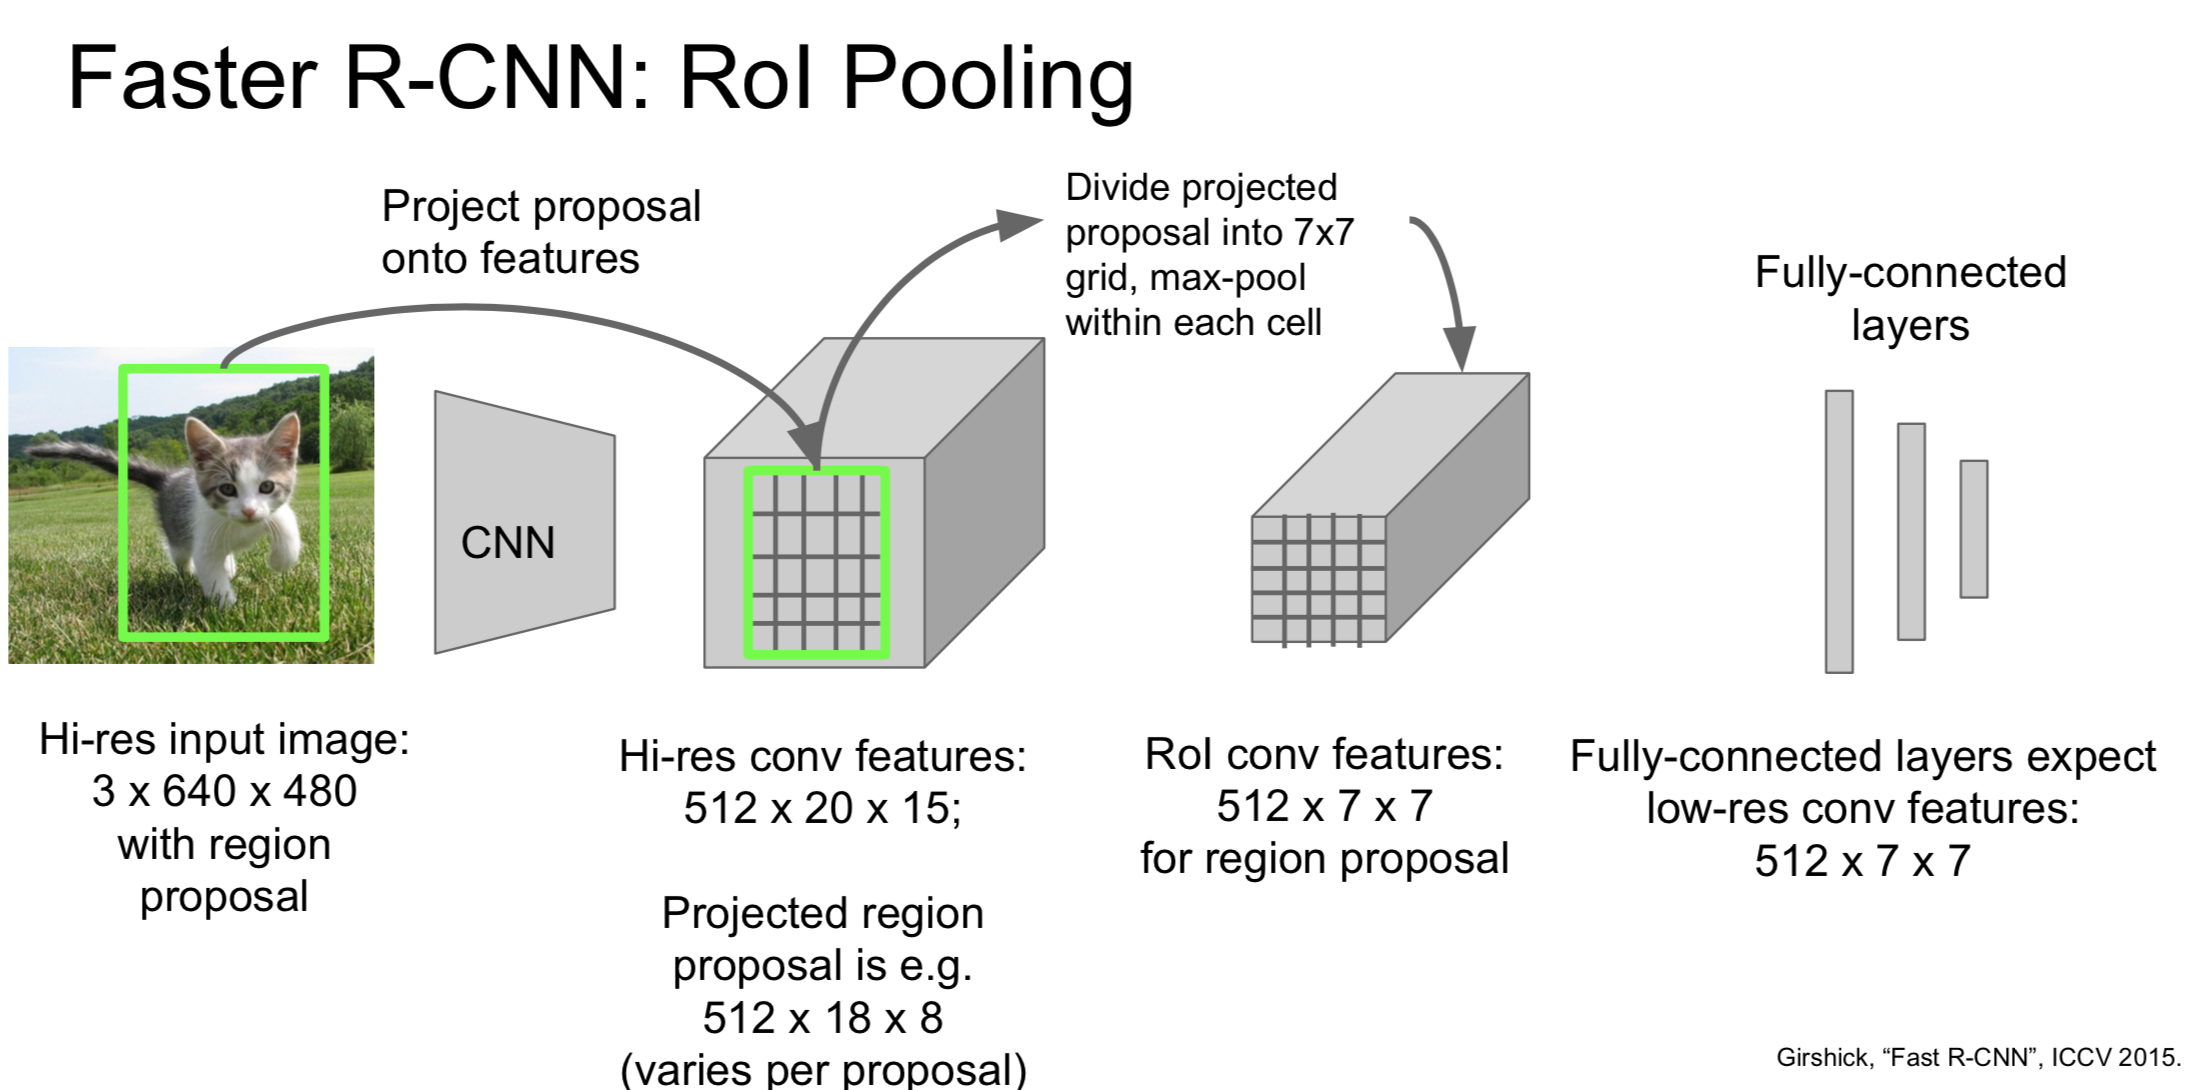 Faster R-CNN: RoI Pooling
Project proposal
onto features
Divide projected
proposal into 7x7
grid, max-pool
within each cell
Fully-connected
layers
CNN
Hi-res input image:
3 x 640 x 480
with region
proposal
Hi-res conv features:
512 x 20 x 15;
Projected region
proposal is e.g.
512 x 18 x 8
(varies per proposal)
RoI conv features:
512 x 7 x 7
for region proposal
Fully-connected layers expect
low-res conv features:
512 x 7 x 7
Girshick, “Fast R-CNN”, ICCV 2015.